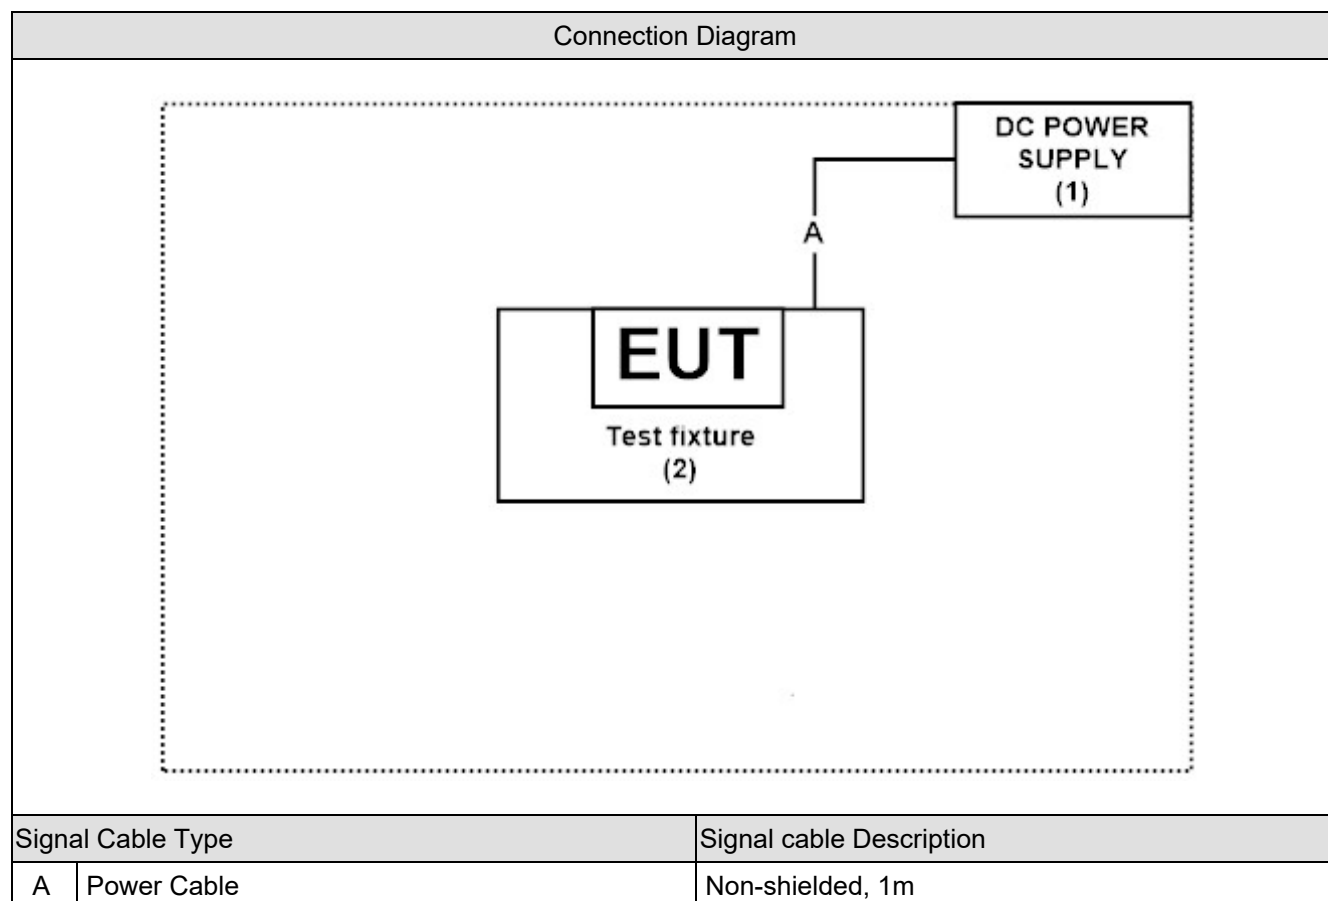 Connection Diagram
DC POWER
SUPPLY
(1)
A
EUT
Test fixture
(2)
Signal Cable Type Signal cable Description
A Power Cable Non-shielded, 1m